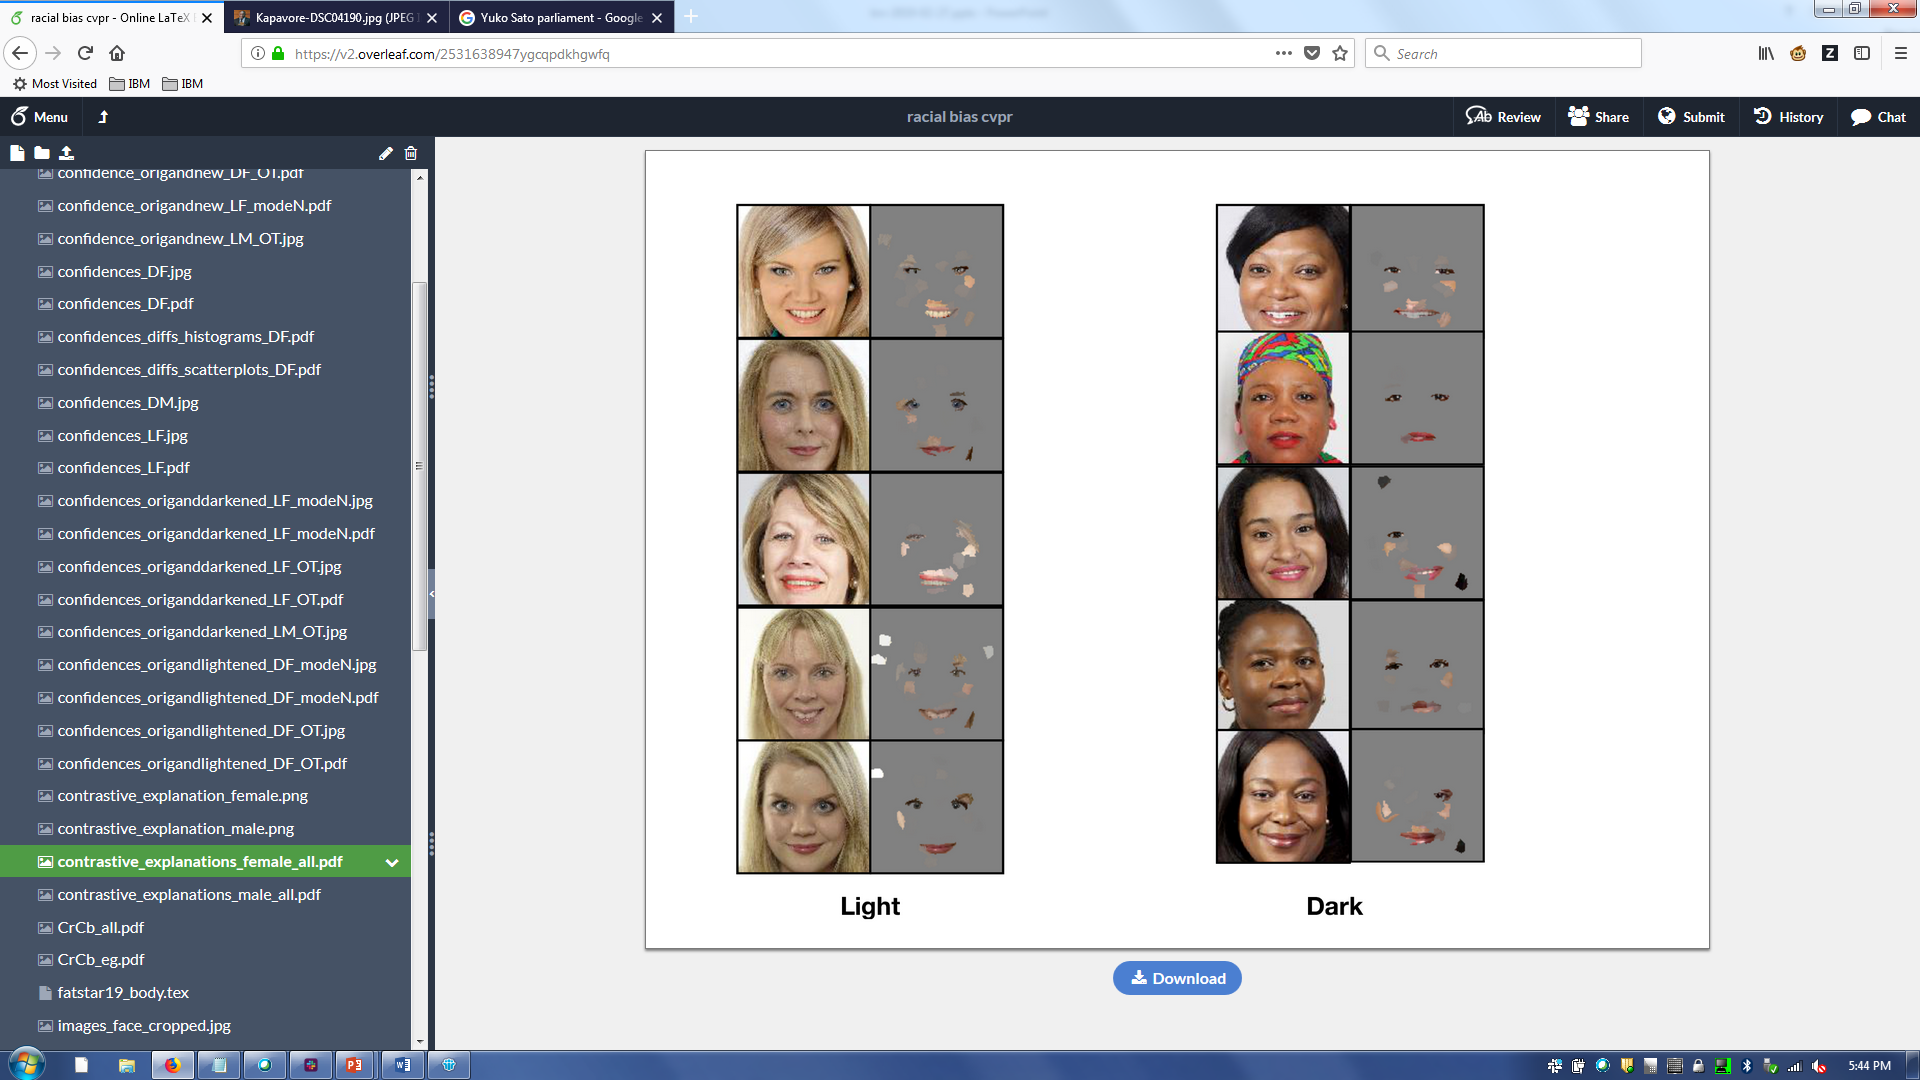 racial bias cvpr - Online LaTeX
Kapavore-DSC04190.jpg (JPEG
Yuko Sato parliament - Google
https://v2.overleaf.com/2531638947ygcqpdkhgwfq
Search
Most Visited
IBM
IBM
Menu
racial bias cvpr
Review
Share
Submit
History
Chat
confidence_origandnew_DF_OT.pdf
confidence_origandnew_LF_modeN.pdf
confidence_origandnew_LM_OT.jpg
confidences_DF.jpg
confidences_DF.pdf
confidences_diffs_histograms_DF.pdf
confidences_diffs_scatterplots_DF.pdf
confidences_DM.jpg
confidences_LF.jpg
confidences_LF.pdf
confidences_origanddarkened_LF_modeN.jpg
confidences_origanddarkened_LF_modeN.pdf
confidences_origanddarkened_LF_OT.jpg
confidences_origanddarkened_LF_OT.pdf
confidences_origanddarkened_LM_OT.jpg
confidences_origandlightened_DF_modeN.jpg
confidences_origandlightened_DF_modeN.pdf
confidences_origandlightened_DF_OT.jpg
confidences_origandlightened_DF_OT.pdf
contrastive_explanation_female.png
contrastive_explanation_male.png
contrastive_explanations_female_all.pdf
contrastive_explanations_male_all.pdf
CrCb_all.pdf
CrCb_eg.pdf
fatstar19_body.tex
images_face_cropped.jpg
Light
Dark
Download
5:44 PM